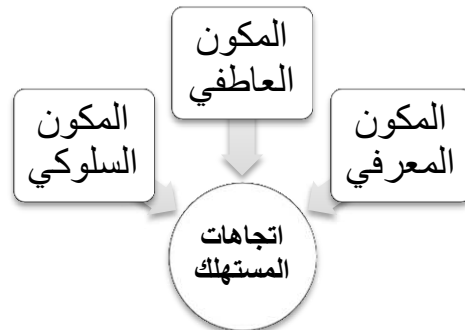 المكون
العاطفي
المكون
المعرفي
المكون
السلوكي
اتجاهات
المستهلك